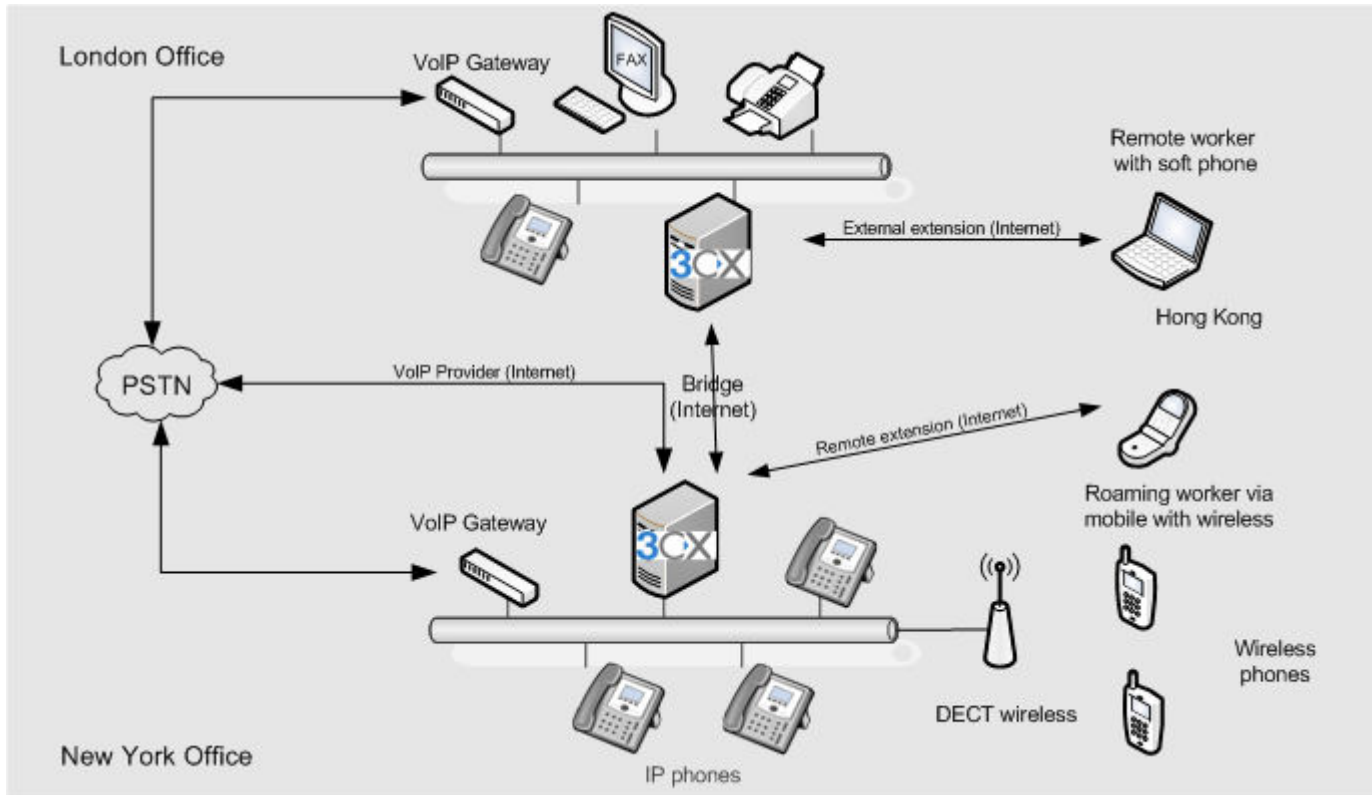 London Office
VoIP Gateway
FAX
Remote worker
with soft phone
External extension (Internet)
3CX
Hong Kong
PSTN
VoIP Provider (Internet)
Bridge
(Internet)
Remote extension (Internet)
Roaming worker via
mobile with wireless
VoIP Gateway
3CX
Wireless
phones
DECT wireless
New York Office
IP phones